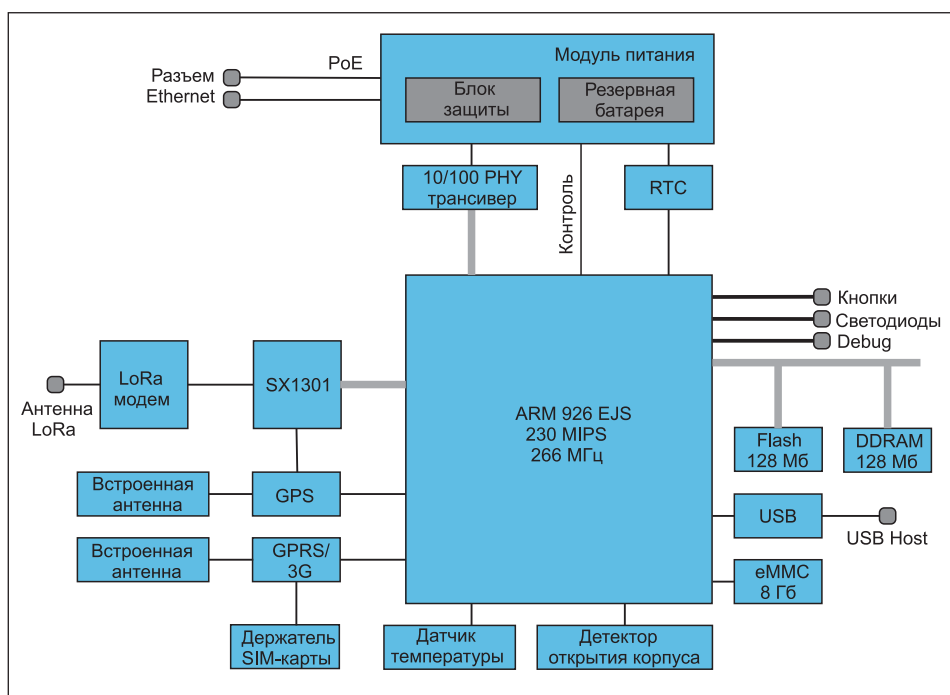 Модуль питания
PoE
Разъем
Ethernet
Блок
защиты
Резервная
батарея
10/100 PHY
трансивер
Контроль
RTC
Кнопки
Светодиоды
Debug
LoRa
модем
SX1301
Антенна
LoRa
ARM 926 EJS
230 MIPS
266 МГц
Flash
128 Мб
DDRAM
128 Мб
Встроенная
антенна
GPS
USB
USB Host
Встроенная
антенна
GPRS/
3G
eMMC
8 Гб
Держатель
SIM-карты
Датчик
температуры
Детектор
открытия корпуса